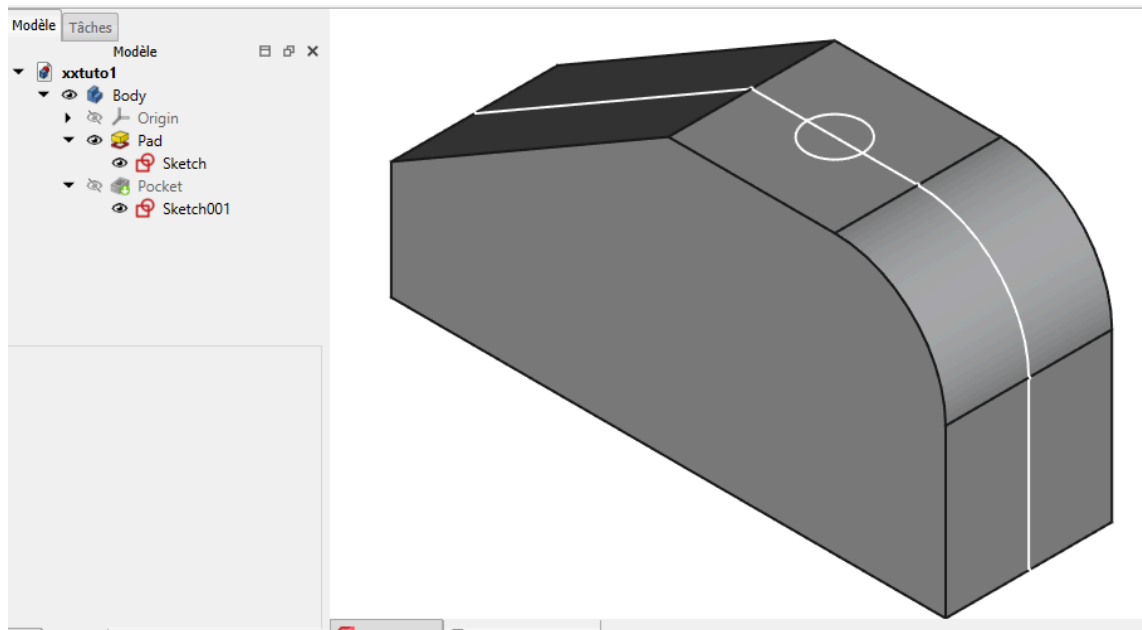 Modèle Tâches
Modèle
xxtuto1
Body
Origin
Pad
Sketch
Pocket
Sketch001